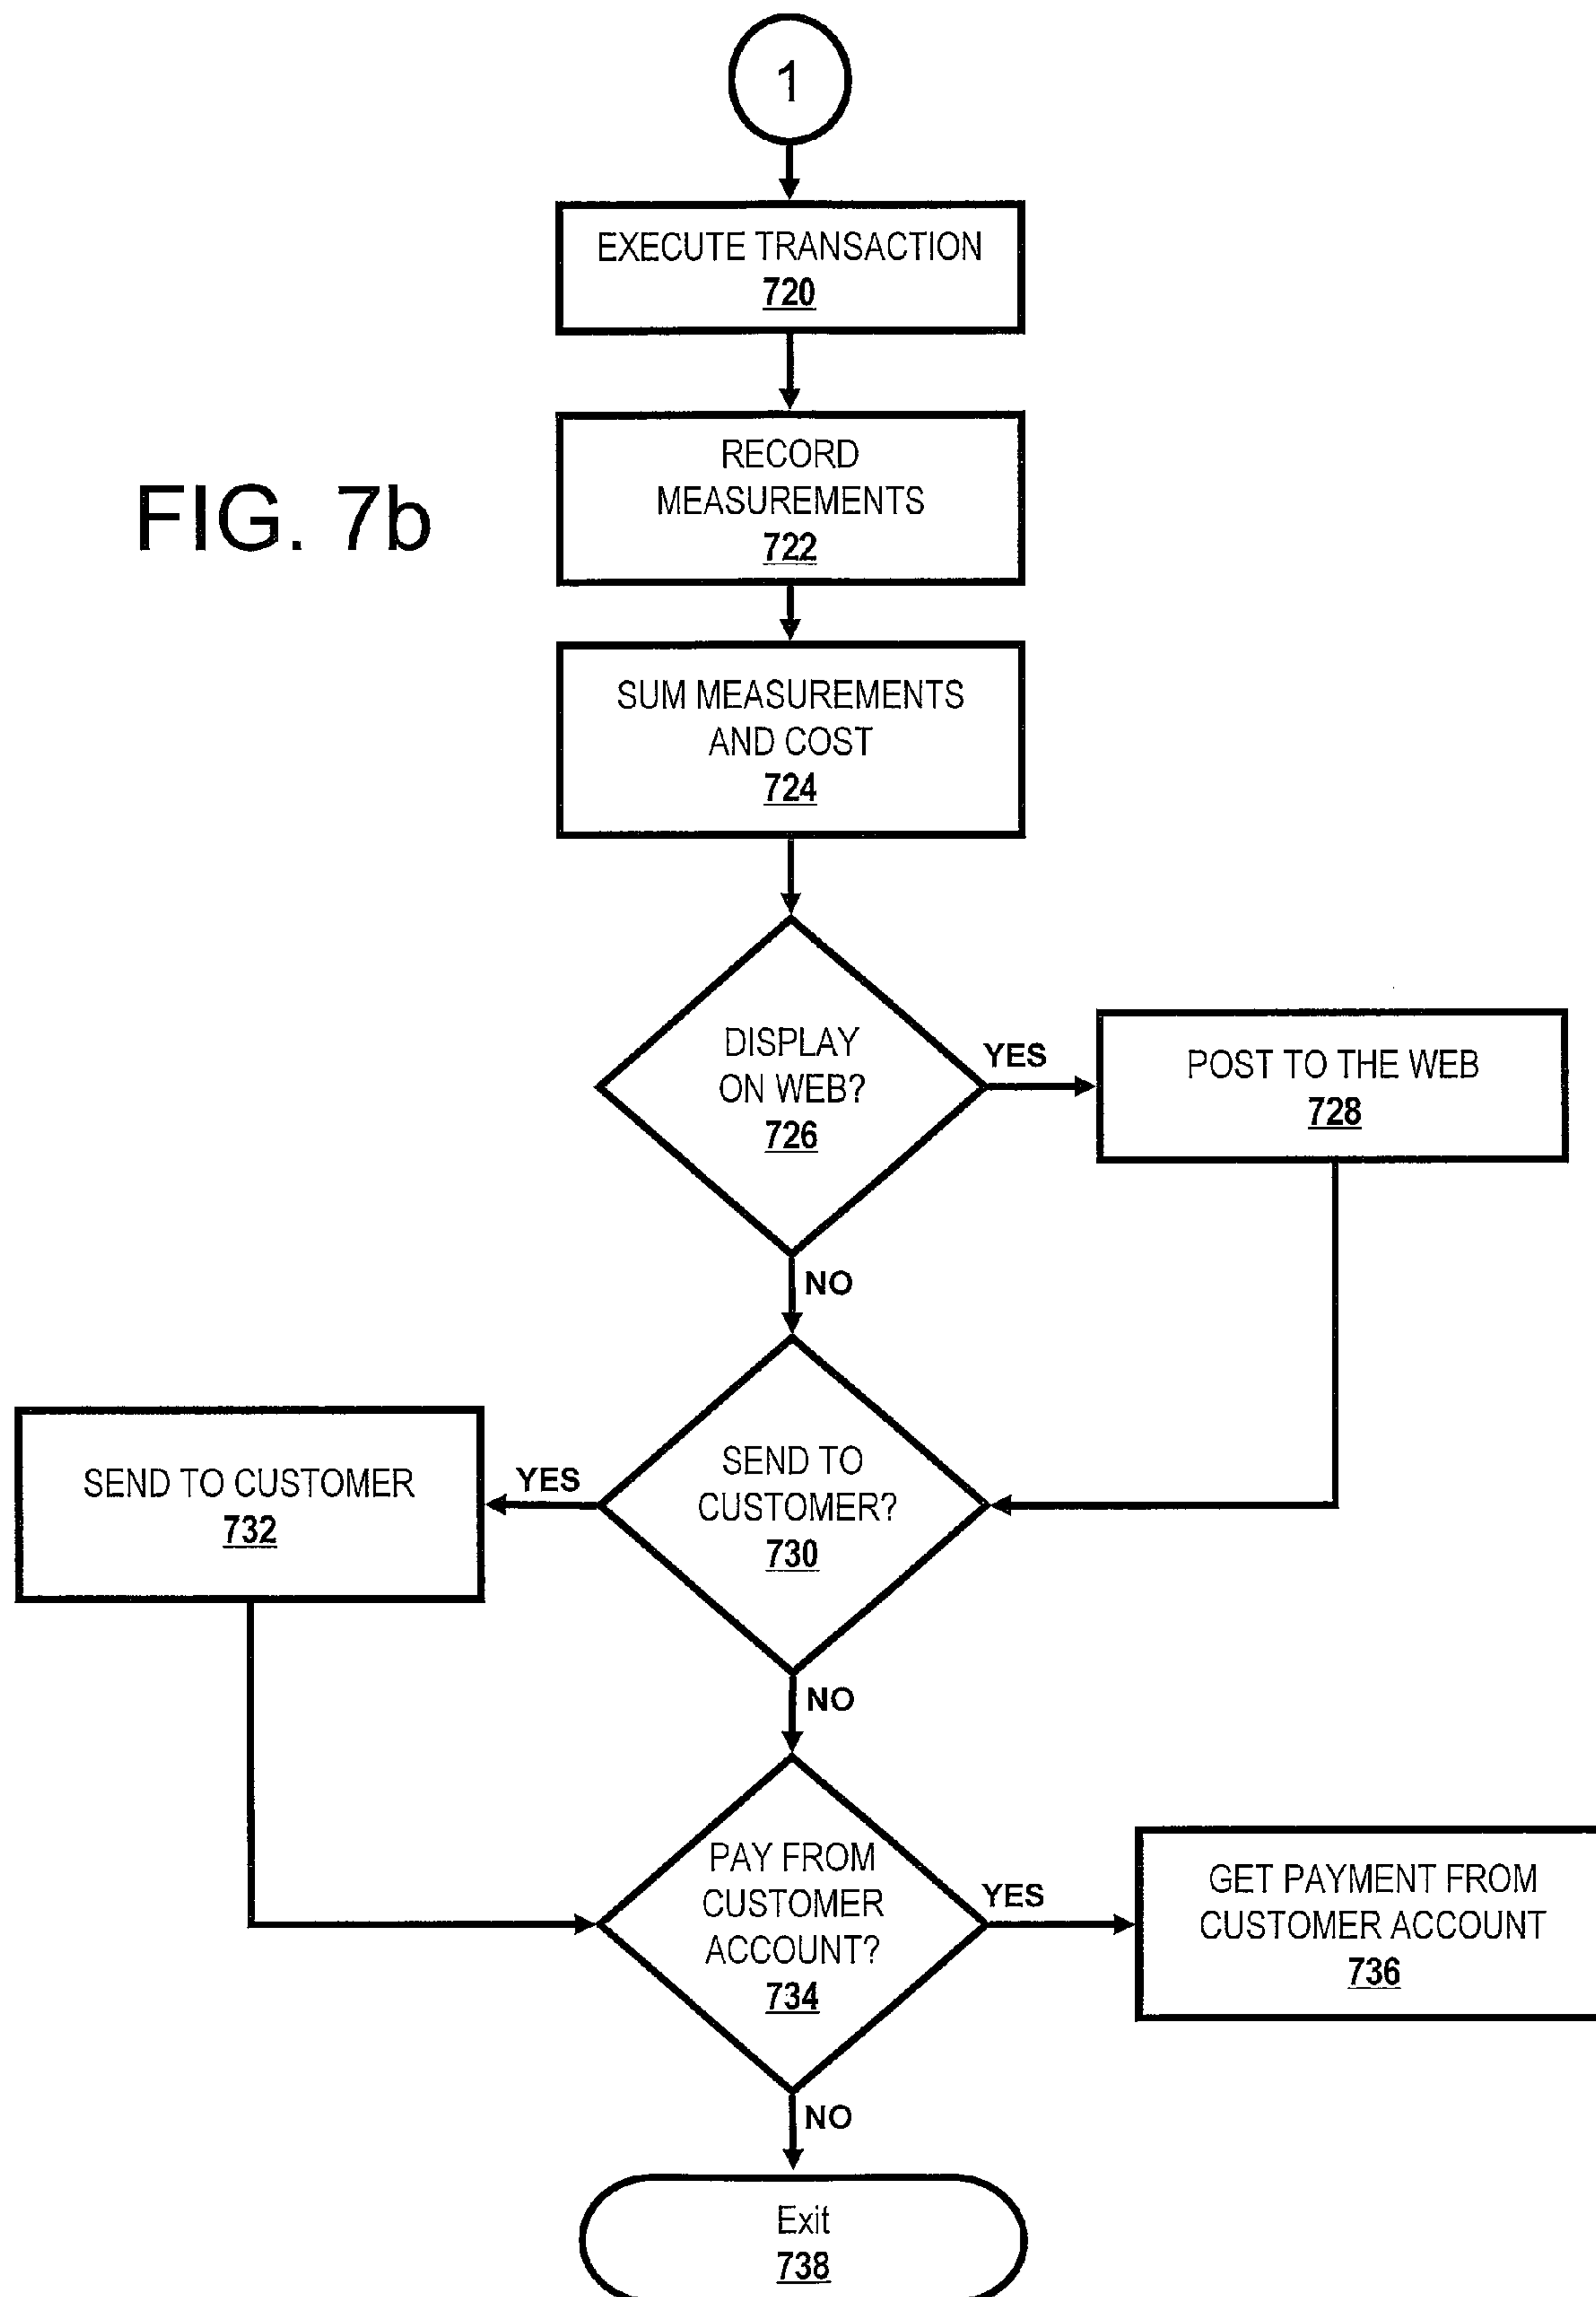 1
EXECUTE TRANSACTION
720
RECORD
MEASUREMENTS
722
FIG. 7b
SUM MEASUREMENTS
AND COST
724
DISPLAY
ON WEB?
726
YES
POST TO THE WEB
728
NO
SEND TO
CUSTOMER?
730
YES
SEND TO CUSTOMER
732
NO
PAY FROM
CUSTOMER
ACCOUNT?
734
YES
GET PAYMENT FROM
CUSTOMER ACCOUNT
736
NO
Exit
738